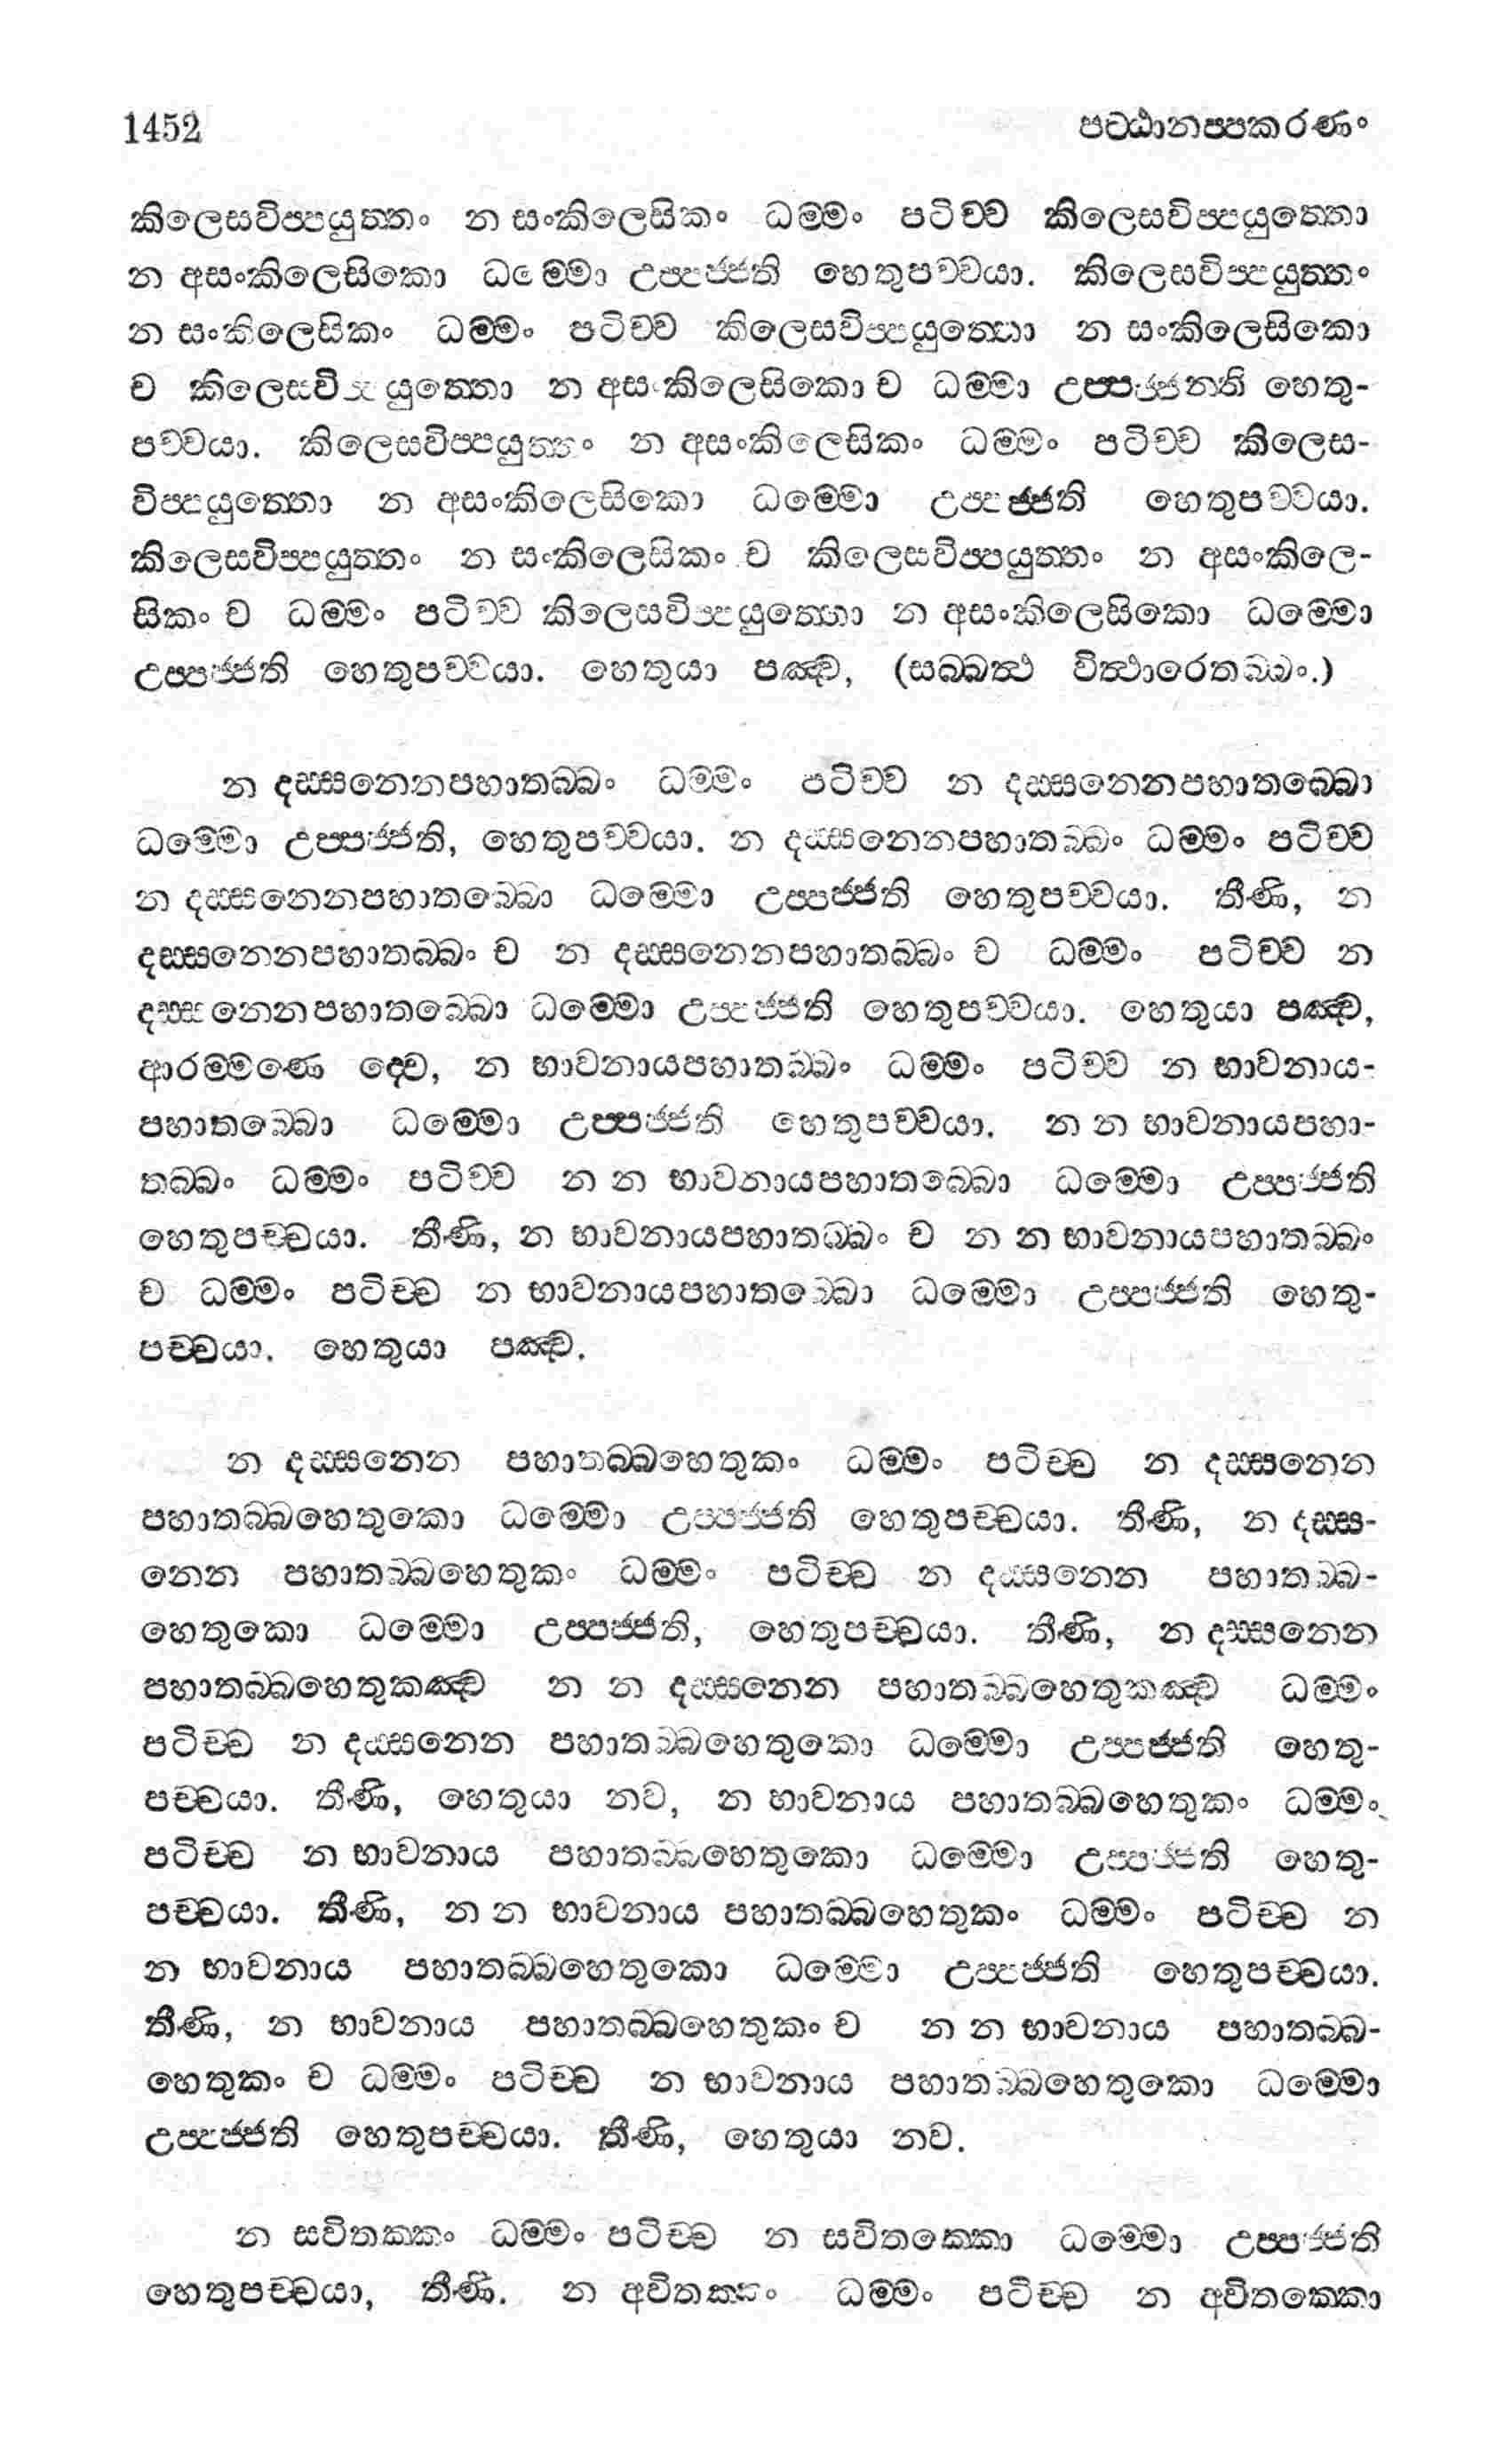 1452 පට්ඨානප්පකරණං
කිලෙසවිප්පයුත්තං න සංකිලෙසිකං ධම්මං පටිච්ච කිලෙසවිප්පයුත්තො
න අසංකිලෙසිකො ධම්මො උප්පජ්ජති හෙතුපච්චයා. කිලෙසවිප්පයුත්තං
න සංකිලෙසිකං ධම්මං පටිච්ච කිලෙසවිප්පයුත්තො න සංකිලෙසිකො
ච කිලෙසවිප්පයුත්තො න අසංකිලෙසිකො ච ධම්මා උප්පජ්ජන්ති හෙතු-
පච්චයා. කිලෙසවිප්පයුත්තං න අසංකිලෙසිකං ධම්මං පටිච්ච කිලෙස-
විප්පයුත්තො න අසංකිලෙසිකො ධම්මො උප්පජ්ජති හෙතුපච්චයා.
කිලෙසවිප්පයුත්තං න සංකිලෙසිකං ච කිලෙසවිප්පයුත්තං න අසංකිලෙ-
සිකං ච ධම්මං පටිච්ච කිලෙසවිප්පයුත්තො න අසංකිලෙසිකො ධම්මො
උප්පජ්ජති හෙතුපච්චයා. හෙතුයා පඤ්ච, (සබ්බත්ථ විත්ථාරෙතබ්බං.)
න දස්සනෙනපහාතබ්බං ධම්මං පටිච්ච න දස්සනෙනපහාතබ්බො
ධම්මො උප්පජ්ජති, හෙතුපච්චයා. න දස්සනෙනපහාතබ්බං ධම්මං පටිච්ච
න දස්සනෙනපහාතබ්බො ධම්මො උප්පජ්ජති හෙතුපච්චයා. තීණි, න
දස්සනෙනපහාතබ්බං ච න දස්සනෙනපහාතබ්බං ච ධම්මං පටිච්ච න
දස්සනෙනපහාතබ්බො ධම්මො උප්පජ්ජති හෙතුපච්චයා. හෙතුයා පඤ්ච,
ආරම්මණෙ ද්වෙ, න භාවනායපහාතබ්බං ධම්මං පටිච්ච න භාවනාය-
පහාතබ්බො ධම්මො උප්පජ්ජති හෙතුපච්චයා. න න භාවනායපහා-
තබ්බං ධම්මං පටිච්ච න න භාවනායපහාතබ්බො ධම්මො උප්පජ්ජති
හෙතුපච්චයා. තීණි, න භාවනායපහාතබ්බං ච න න භාවනායපහාතබ්බං
ච ධම්මං පටිච්ච න භාවනායපහාතබ්බො ධම්මො උප්පජ්ජති හෙතු-
පච්චයා. හෙතුයා පඤ්ච.
න දස්සනෙන පහාතබ්බහෙතුකං ධම්මං පටිච්ච න දස්සනෙන
පහාතබ්බහෙතුකො ධම්මො උප්පජ්ජති හෙතුපච්චයා. තීණි, න දස්ස-
නෙන පහාතබ්බහෙතුකං ධම්මං පටිච්ච න දස්සනෙන පහාතබ්බ-
හෙතුකො ධම්මො උප්පජ්ජති, හෙතුපච්චයා. තීණි, න දස්සනෙන
පහාතබ්බහෙතුකඤ්ච න න දස්සනෙන පහාතබ්බහෙතුකඤ්ච ධම්මං
පටිච්ච න දස්සනෙන පහාතබ්බහෙතුකො ධම්මො උප්පජ්ජති හෙතු-
පච්චයා. තීණි, හෙතුයා නව, න භාවනාය පහාතබ්බහෙතුකං ධම්මං
පටිච්ච න භාවනාය පහාතබ්බහෙතුකො ධම්මො උප්පජ්ජති හෙතු-
පච්චයා. තීණි, න න භාවනාය පහාතබ්බහෙතුකං ධම්මං පටිච්ච න
න භාවනාය පහාතබ්බහෙතුකො ධම්මො උප්පජ්ජති හෙතුපච්චයා.
තීණි, න භාවනාය පහාතබ්බහෙතුකං ච න න භාවනාය පහාතබ්බ-
හෙතුකං ච ධම්මං පටිච්ච න භාවනාය පහාතබ්බහෙතුකො ධම්මො
උප්පජ්ජති හෙතුපච්චයා. තීණි, හෙතුයා නව.
න සවිතක්කං ධම්මං පටිච්ච න සවිතක්කො ධම්මො උප්පජ්ජති
හෙතුපච්චයා, තීණි. න අවිතක්කං ධම්මං පටිච්ච න අවිතක්කො